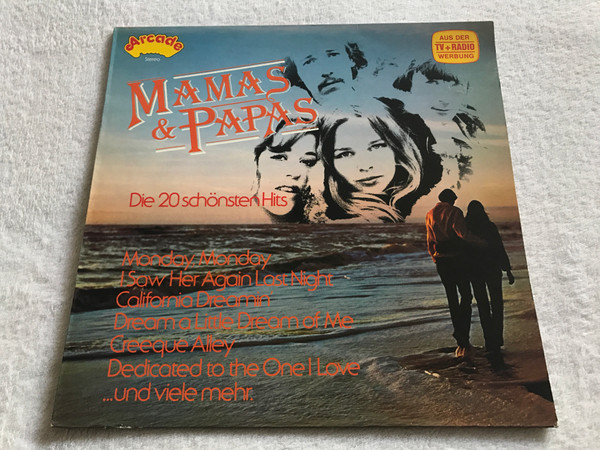 Arcade
AUS DER
TV+RADIO
WERBUNG
MAMAS
& PAPAS
Die 20 schönsten Hits
Monday Monday
I Saw Her Again Last Night
California Dreamin
Dream a Little Dream of Me
Creeque Alley
Dedicated to the One I Love
...und viele mehr.